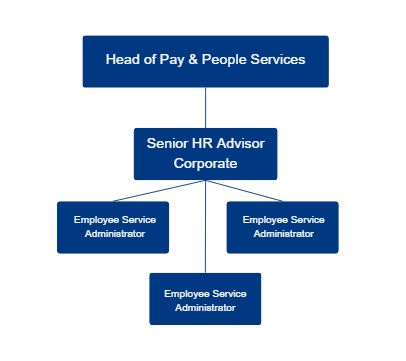 Head of Pay & People Services
Senior HR Advisor
Corporate
Employee Service
Administrator
Employee Service
Administrator
Employee Service
Administrator